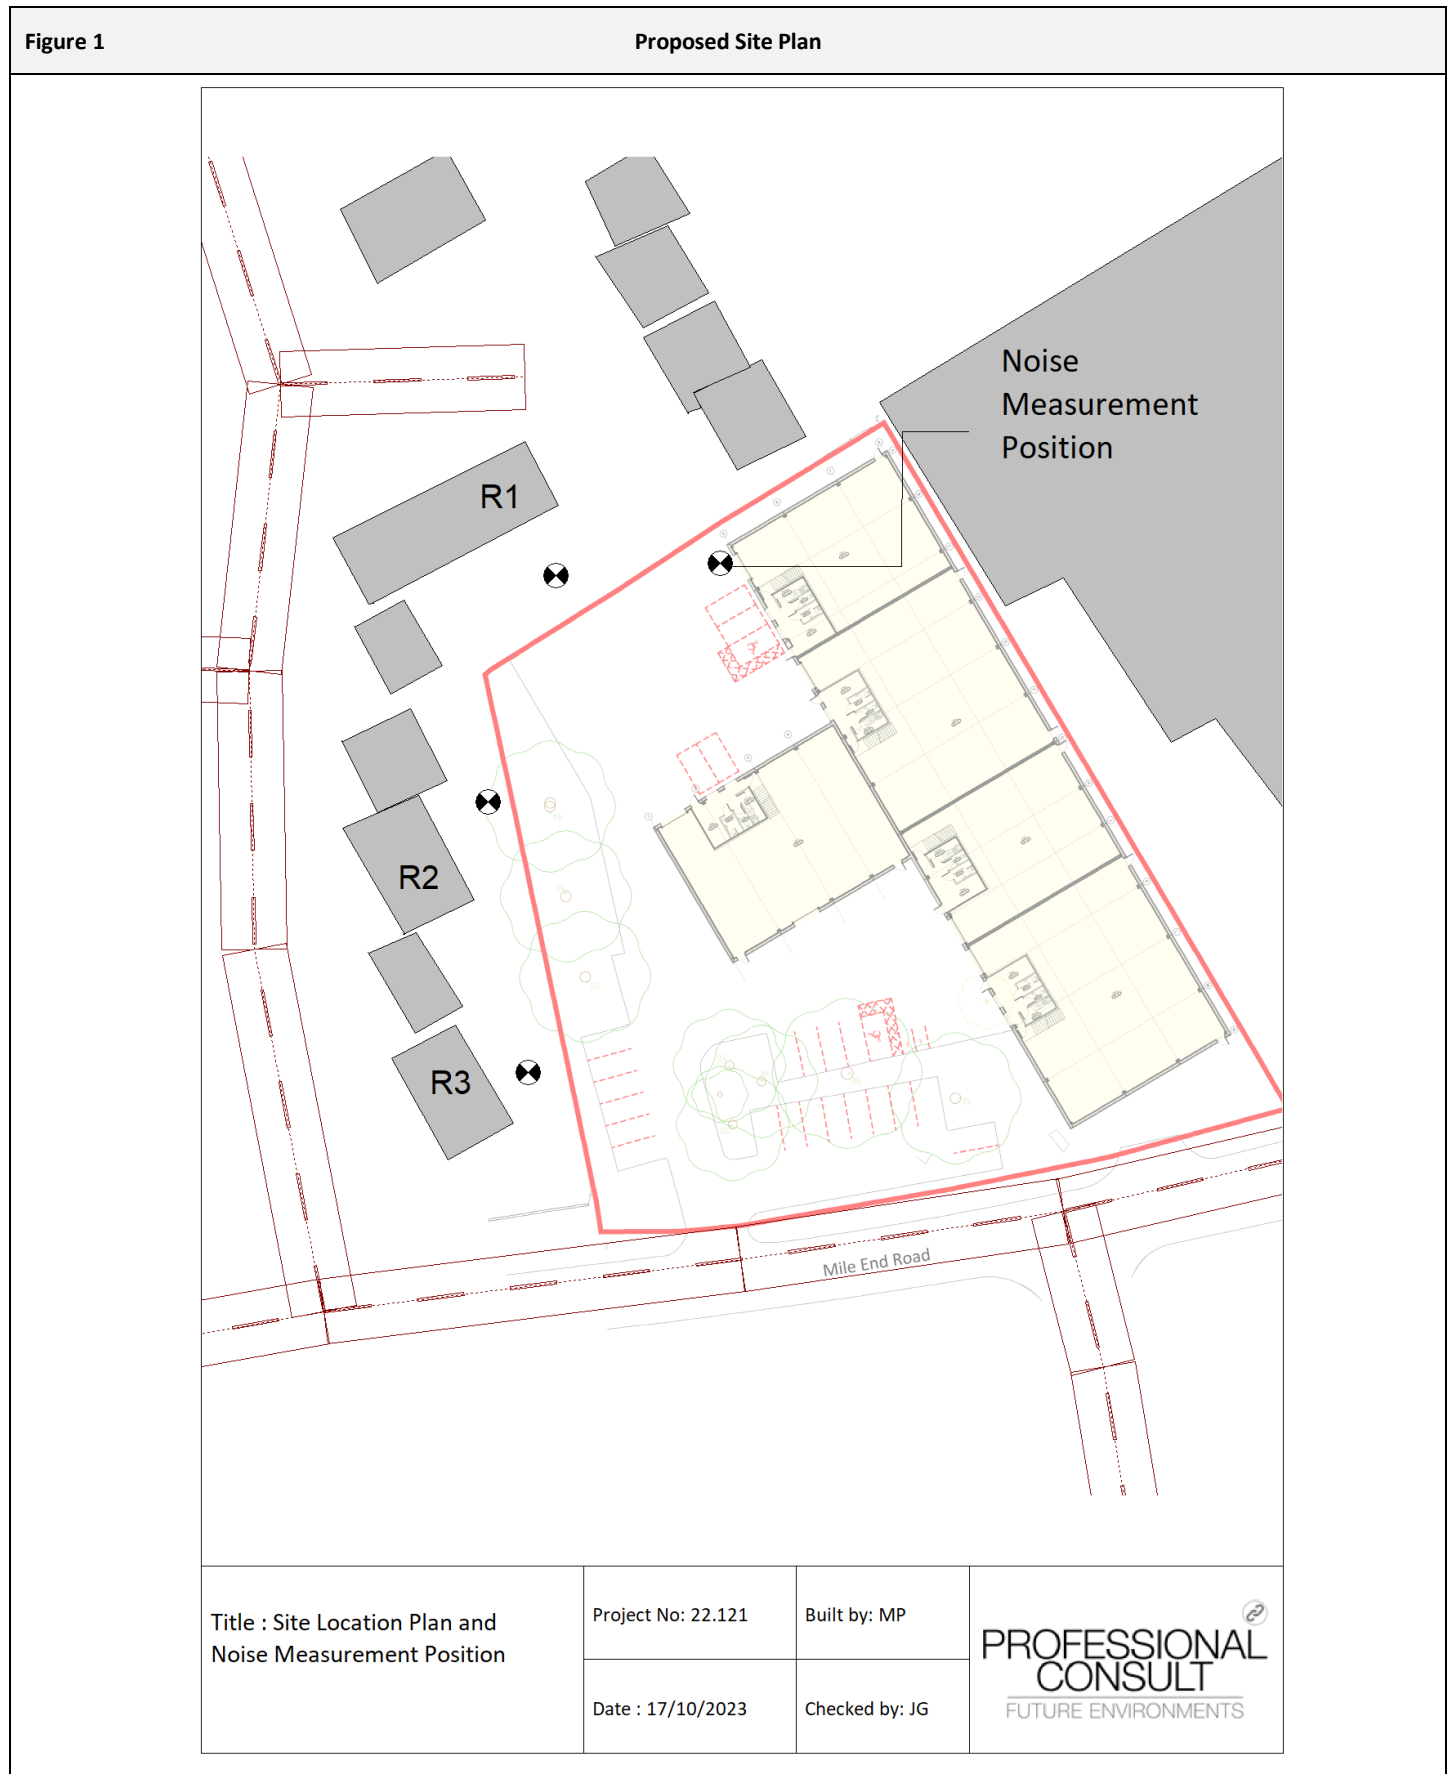 Figure 1
Proposed Site Plan
Noise
Measurement
Position
R1
R2
R3
Mile End Road
Title : Site Location Plan and
Noise Measurement Position
Project No: 22.121
Built by: MP
Date : 17/10/2023
Checked by: JG
PROFESSIONAL
CONSULT
FUTURE ENVIRONMENTS